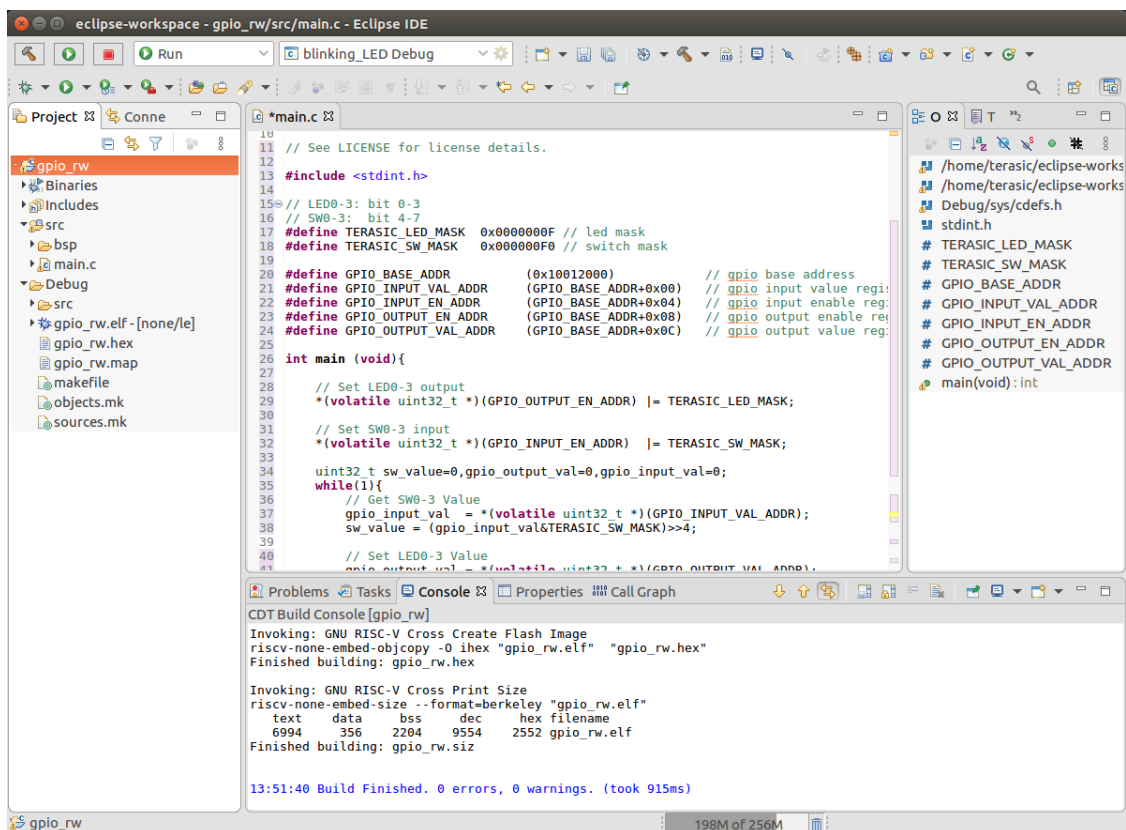 eclipse-workspace - gpio_rw/src/main.c - Eclipse IDE
Run
blinking_LED Debug
Project
Conne
gpio_rw
Binaries
Includes
src
bsp
main.c
Debug
src
gpio_rw.elf - [none/le]
gpio_rw.hex
gpio_rw.map
makefile
objects.mk
sources.mk
*main.c
10
11 // See LICENSE for license details.
12
13 #include <stdint.h>
14
15 // LED0-3: bit 0-3
16 // SW0-3:  bit 4-7
17 #define TERASIC_LED_MASK  0x0000000F // led mask
18 #define TERASIC_SW_MASK   0x000000F0 // switch mask
19
20 #define GPIO_BASE_ADDR          (0x10012000)            // gpio base address
21 #define GPIO_INPUT_VAL_ADDR     (GPIO_BASE_ADDR+0x00)   // gpio input value regis
22 #define GPIO_INPUT_EN_ADDR      (GPIO_BASE_ADDR+0x04)   // gpio input enable regi
23 #define GPIO_OUTPUT_EN_ADDR     (GPIO_BASE_ADDR+0x08)   // gpio output enable reg
24 #define GPIO_OUTPUT_VAL_ADDR    (GPIO_BASE_ADDR+0x0C)   // gpio output value regi
25
26 int main (void){
27
28     // Set LED0-3 output
29     *(volatile uint32_t *)(GPIO_OUTPUT_EN_ADDR) |= TERASIC_LED_MASK;
30
31     // Set SW0-3 input
32     *(volatile uint32_t *)(GPIO_INPUT_EN_ADDR)  |= TERASIC_SW_MASK;
33
34     uint32_t sw_value=0,gpio_output_val=0,gpio_input_val=0;
35     while(1){
36         // Get SW0-3 Value
37         gpio_input_val  = *(volatile uint32_t *)(GPIO_INPUT_VAL_ADDR);
38         sw_value = (gpio_input_val&TERASIC_SW_MASK)>>4;
39
40         // Set LED0-3 Value
41         gpio_output_val = *(volatile uint32_t *)(GPIO_OUTPUT_VAL_ADDR);
O
T
2
/home/terasic/eclipse-works
/home/terasic/eclipse-works
Debug/sys/cdefs.h
stdint.h
# TERASIC_LED_MASK
# TERASIC_SW_MASK
# GPIO_BASE_ADDR
# GPIO_INPUT_VAL_ADDR
# GPIO_INPUT_EN_ADDR
# GPIO_OUTPUT_EN_ADDR
# GPIO_OUTPUT_VAL_ADDR
main(void) : int
Problems
Tasks
Console
Properties
Call Graph
CDT Build Console [gpio_rw]
Invoking: GNU RISC-V Cross Create Flash Image
riscv-none-embed-objcopy -O ihex "gpio_rw.elf"  "gpio_rw.hex"
Finished building: gpio_rw.hex
Invoking: GNU RISC-V Cross Print Size
riscv-none-embed-size --format=berkeley "gpio_rw.elf"
   text    data     bss     dec     hex filename
   6994     356    2204    9554    2552 gpio_rw.elf
Finished building: gpio_rw.siz
13:51:40 Build Finished. 0 errors, 0 warnings. (took 915ms)
gpio_rw
198M of 256M